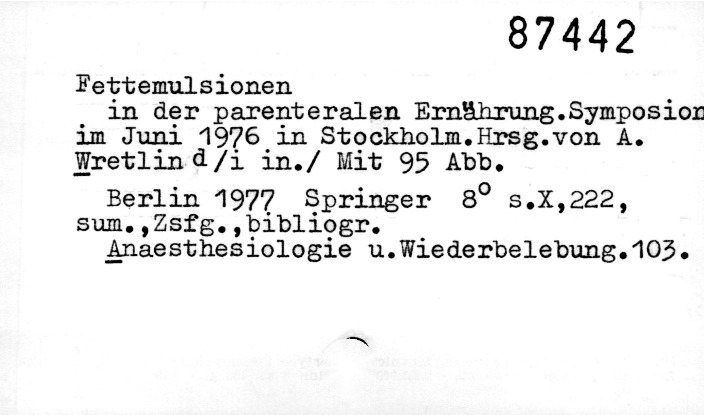 87442
Fettemulsionen
in der parenteralen Ernährung.Symposion
im Juni 1976 in Stockholm.Hrsg.von A.
Wretlind/i in./ Mit 95 Abb.
Berlin 1977 Springer 8° s.X,222,
sum.,Zsfg.,bibliogr.
Anaesthesiologie u.Wiederbelebung.103.